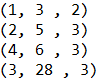 (1, 3 , 2)
(2, 5 , 3)
(4, 6 , 3)
(3, 28 , 3)